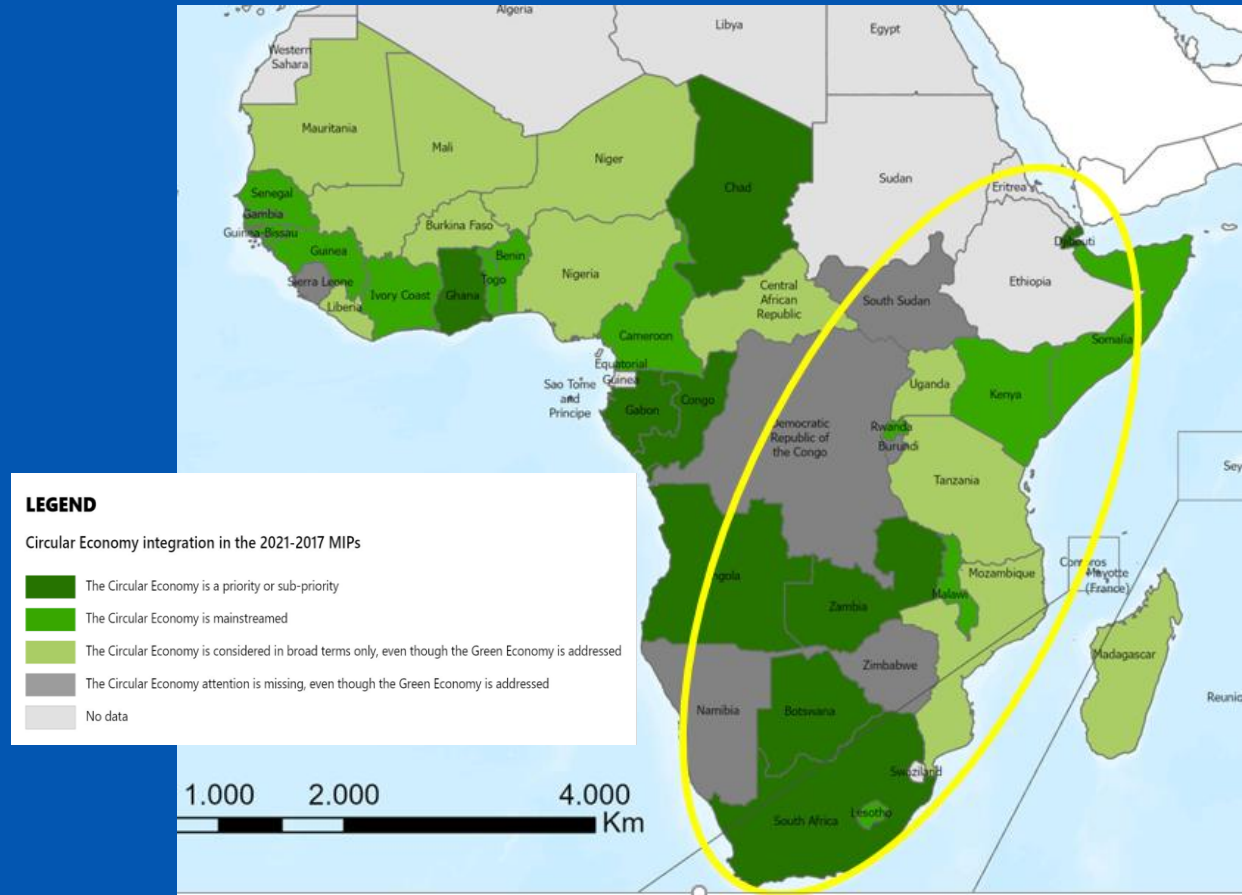 Algeria
Libya
Egypt
Western
Sahara
Mauritania
Mali
Niger
Chad
Sudan
Eritrea
Senegal
Gambia
Guinea-Bissau
Guinea
Sierra Leone
Liberia
Ivory Coast
Burkina Faso
Ghana
Togo
Benin
Nigeria
Djibouti
Ethiopia
Central
African
Republic
South Sudan
Somalia
Cameroon
Equatorial
Guinea
Sao Tome
and
Principe
Gabon
Congo
Uganda
Kenya
Democratic
Republic of
the Congo
Rwanda
Burundi
Tanzania
Sey
ngola
Zambia
Malawi
Mozambique
Comoros
Mayotte
(France)
Zimbabwe
Madagascar
Namibia
Botswana
Reunio
Swaziland
South Africa
Lesotho
LEGEND
Circular Economy integration in the 2021-2017 MIPs
The Circular Economy is a priority or sub-priority
The Circular Economy is mainstreamed
The Circular Economy is considered in broad terms only, even though the Green Economy is addressed
The Circular Economy attention is missing, even though the Green Economy is addressed
No data
1.000 2.000 4.000
Km